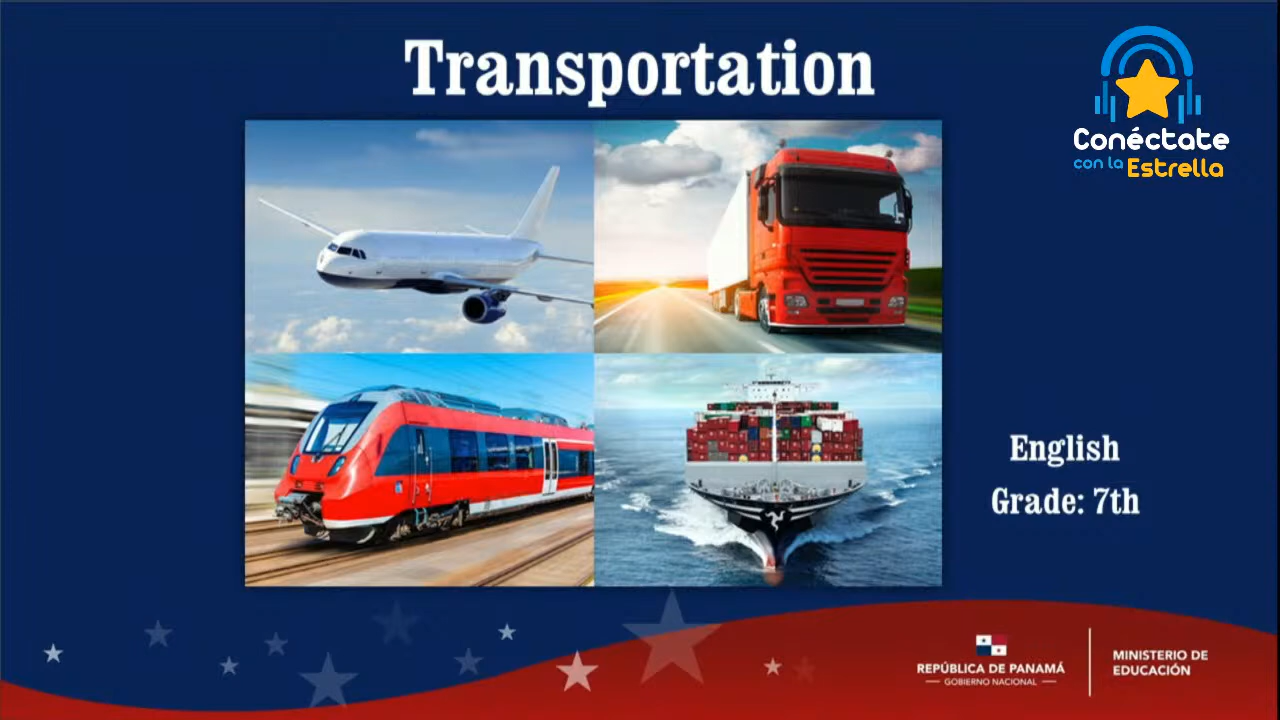 Transportation
Conéctate
con la Estrella
English
Grade: 7th
REPÚBLICA DE PANAMÁ
GOBIERNO NACIONAL
MINISTERIO DE
EDUCACIÓN